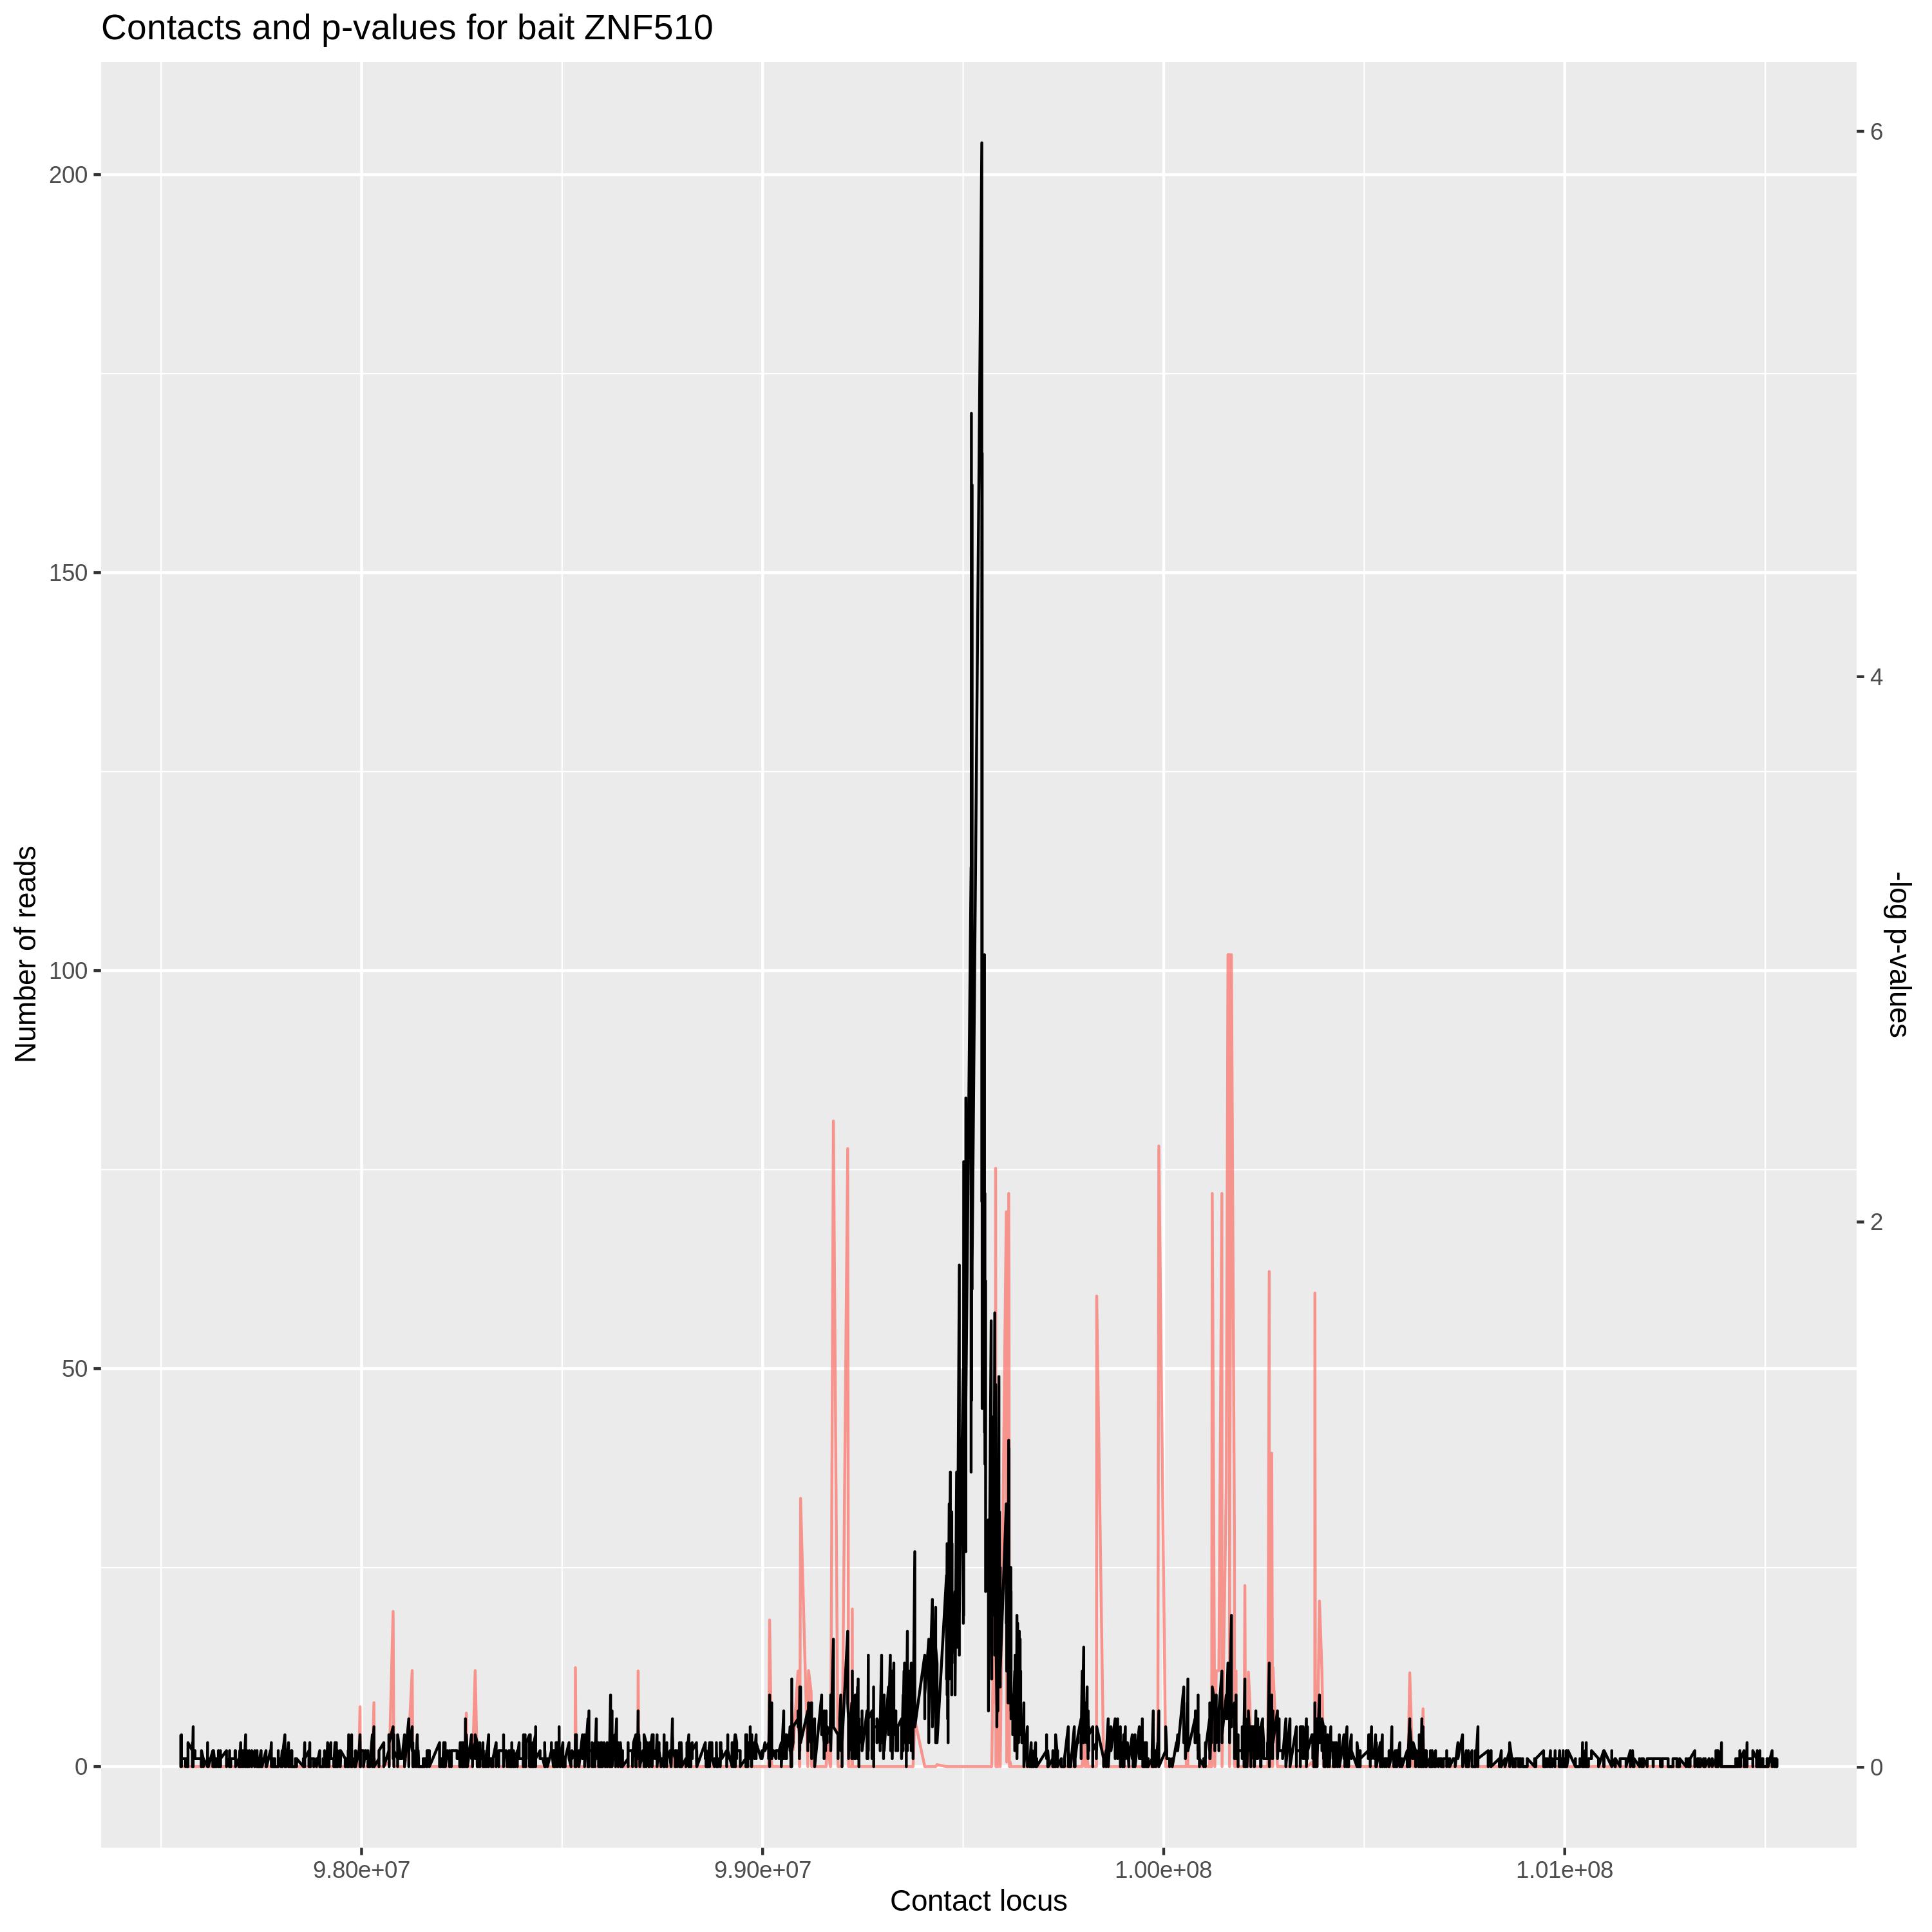 Contacts and p-values for bait ZNF510
200
150
100
50
0
6
4
2
0
Number of reads
-log p-values
9.80e+07 9.90e+07 1.00e+08 1.01e+08
Contact locus